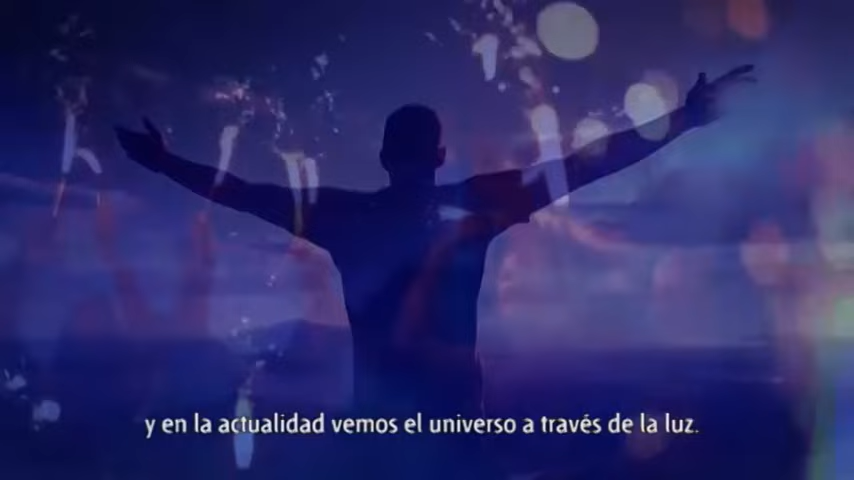 y en la actualidad vemos el universo a través de la luz.